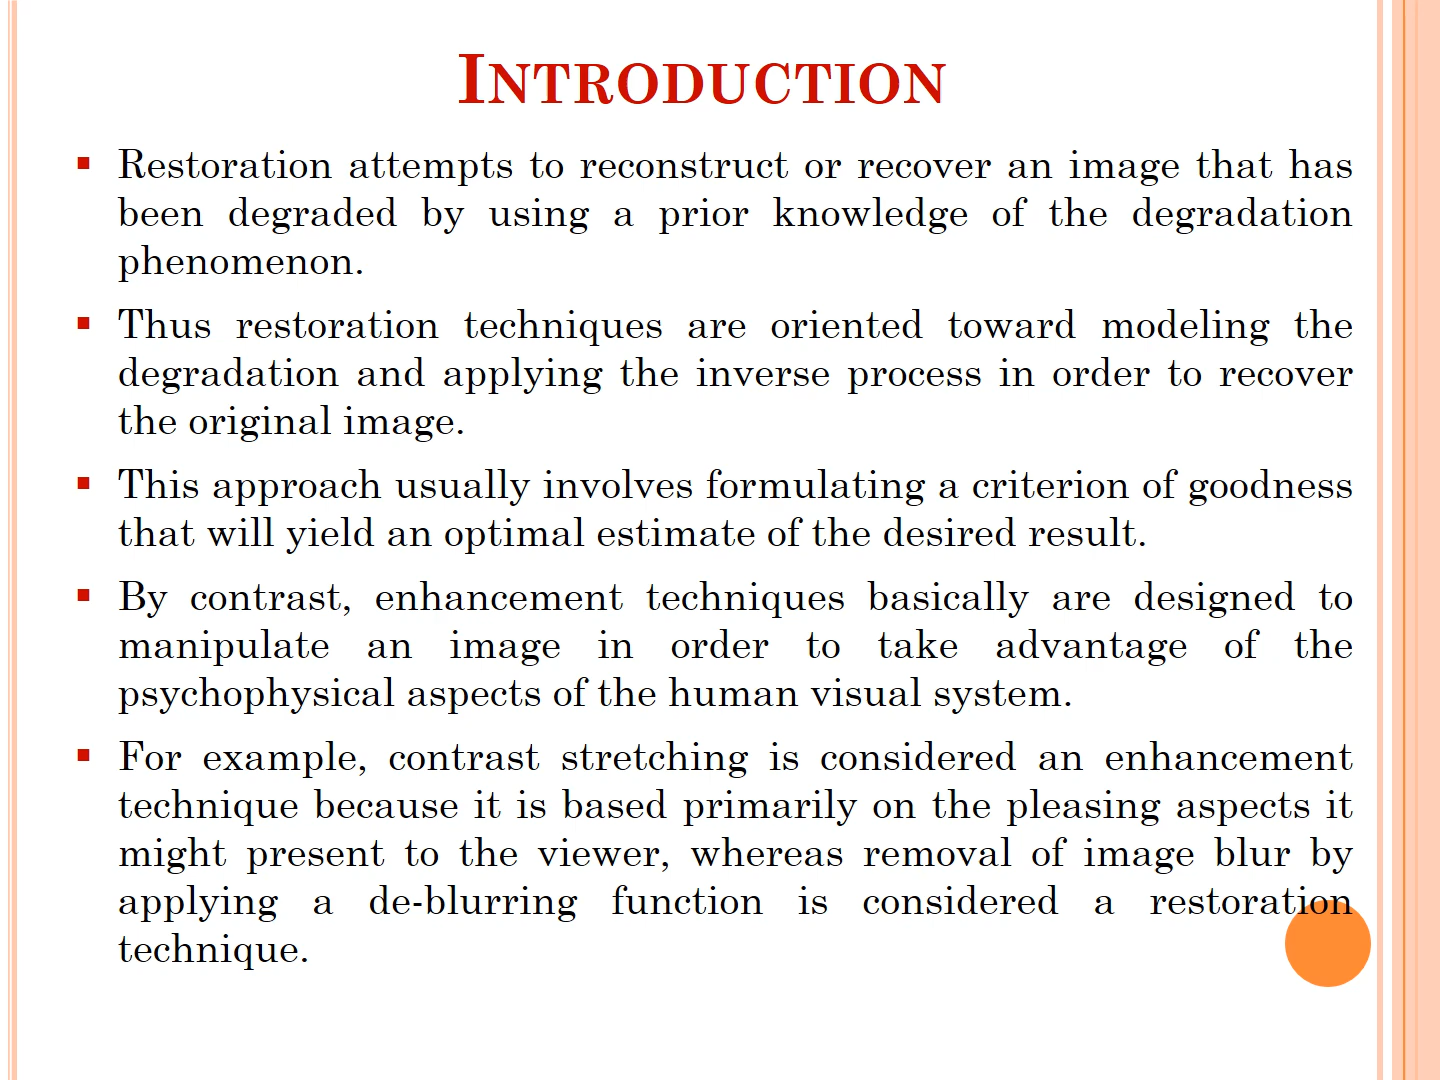 INTRODUCTION
▪ Restoration attempts to reconstruct or recover an image that has
been degraded by using a prior knowledge of the degradation
phenomenon.
▪ Thus restoration techniques are oriented toward modeling the
degradation and applying the inverse process in order to recover
the original image.
▪ This approach usually involves formulating a criterion of goodness
that will yield an optimal estimate of the desired result.
▪ By contrast, enhancement techniques basically are designed to
manipulate an image in order to take advantage of the
psychophysical aspects of the human visual system.
▪ For example, contrast stretching is considered an enhancement
technique because it is based primarily on the pleasing aspects it
might present to the viewer, whereas removal of image blur by
applying a de-blurring function is considered a restoration
technique.